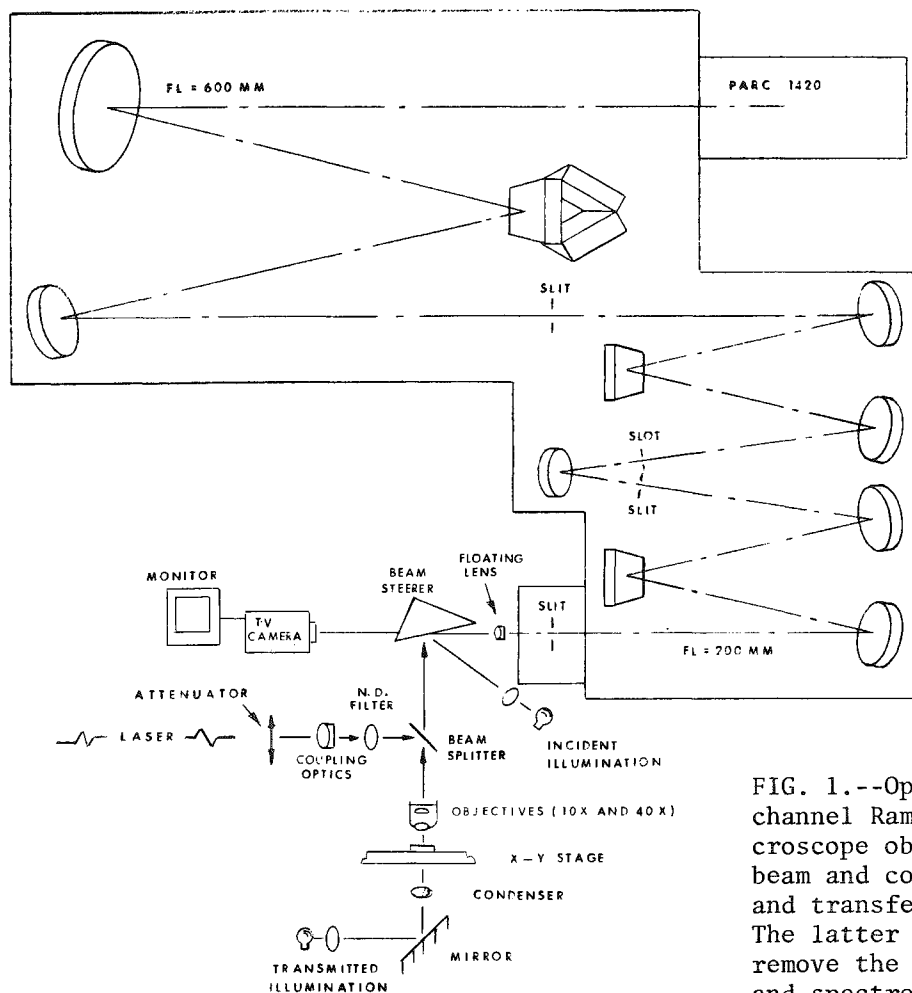 FL = 600 MM
PARC 1420
SLIT
SLOT
SLIT
FLOATING
LENS
BEAM
STEERER
MONITOR
SLIT
T·V
CAMERA
FL = 200 MM
N.D.
FILTER
ATTENUATOR
LASER
BEAM
SPLITTER
INCIDENT
ILLUMINATION
COUPLING
OPTICS
OBJECTIVES (10X AND 40X)
X-Y STAGE
CONDENSER
MIRROR
TRANSMITTED
ILLUMINATION
FIG. 1.--Op
channel Ram
croscope ob
beam and co
and transfe
The latter
remove the
and spectro